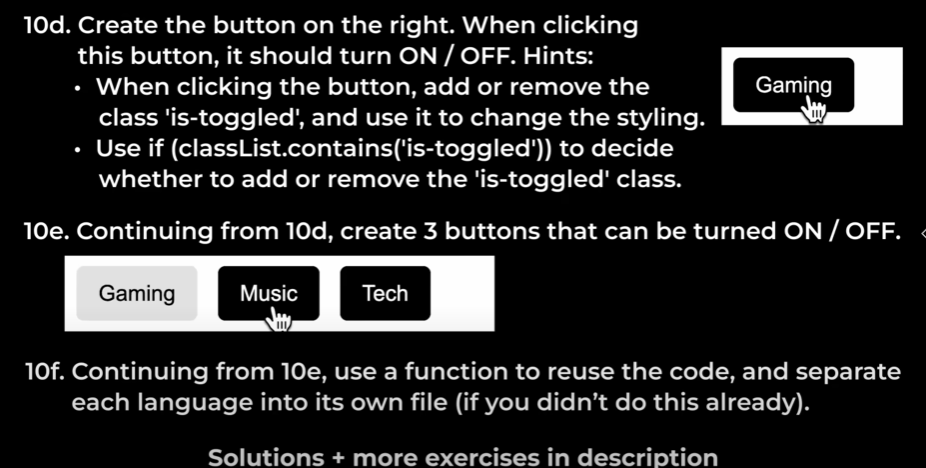 10d. Create the button on the right. When clicking
this button, it should turn ON / OFF. Hints:
• When clicking the button, add or remove the
class 'is-toggled', and use it to change the styling.
• Use if (classList.contains('is-toggled')) to decide
whether to add or remove the 'is-toggled' class.
Gaming
10e. Continuing from 10d, create 3 buttons that can be turned ON / OFF.
Gaming Music Tech
10f. Continuing from 10e, use a function to reuse the code, and separate
each language into its own file (if you didn’t do this already).
Solutions + more exercises in description